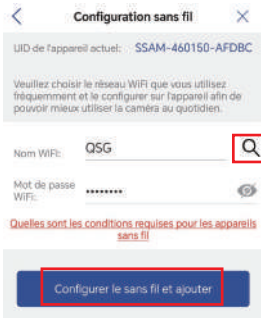 Configuration sans fil
UID de l'appareil actuel: SSAM-460150-AFDBC
Veuillez choisir le réseau WiFi que vous utilisez
fréquemment et le configurer sur l'appareil afin de
pouvoir mieux utiliser la caméra au quotidien.
Nom WiFi: QSG
Mot de passe
WiFi: ••••••••
Quelles sont les conditions requises pour les appareils
sans fil
Configurer le sans fil et ajouter